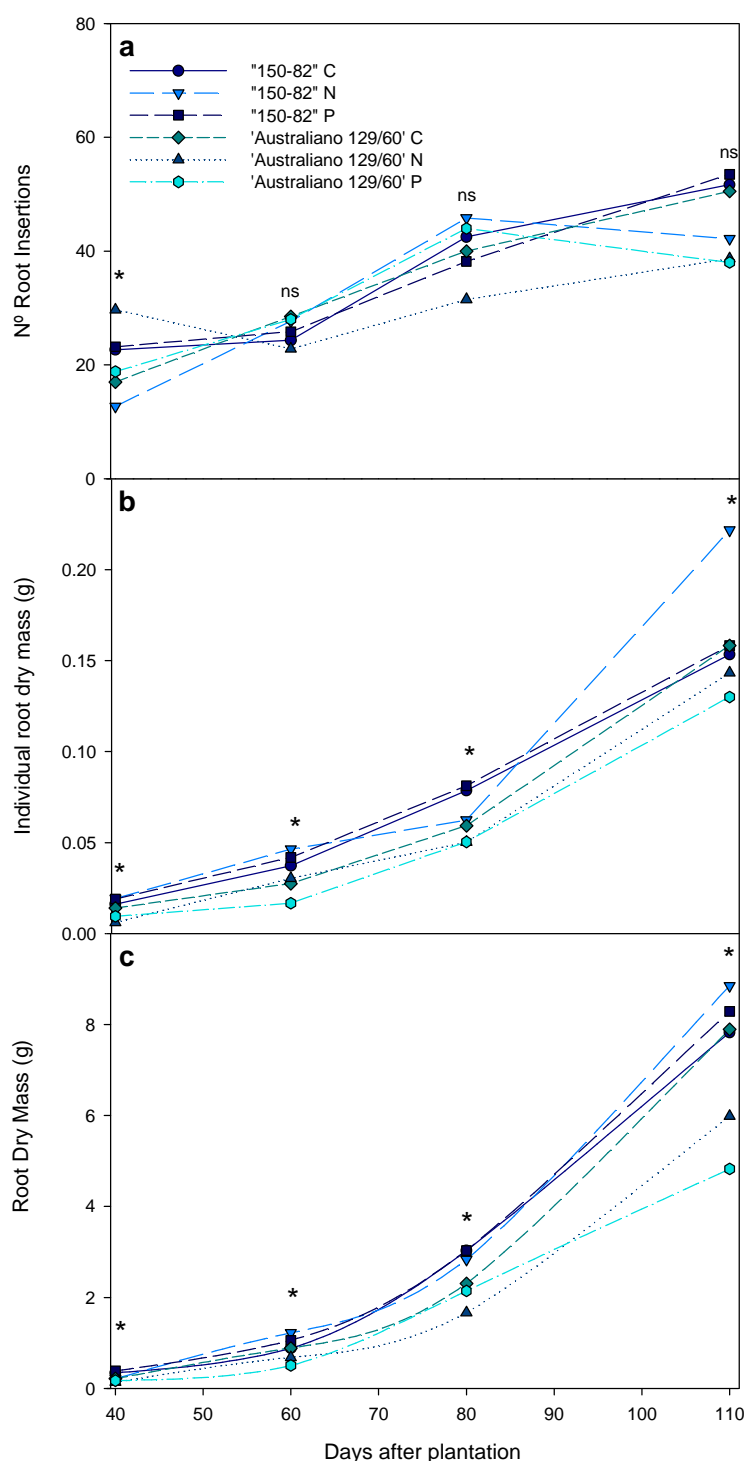 80
a
"150-82" C
"150-82" N
"150-82" P
'Australiano 129/60' C
'Australiano 129/60' N
'Australiano 129/60' P
60
40
20
0
Nº Root Insertions
*
ns
ns
ns
b
0.20
0.15
0.10
0.05
0.00
Individual root dry mass (g)
*
*
*
*
c
8
6
4
2
0
Root Dry Mass (g)
*
*
*
*
40 50 60 70 80 90 100 110
Days after plantation